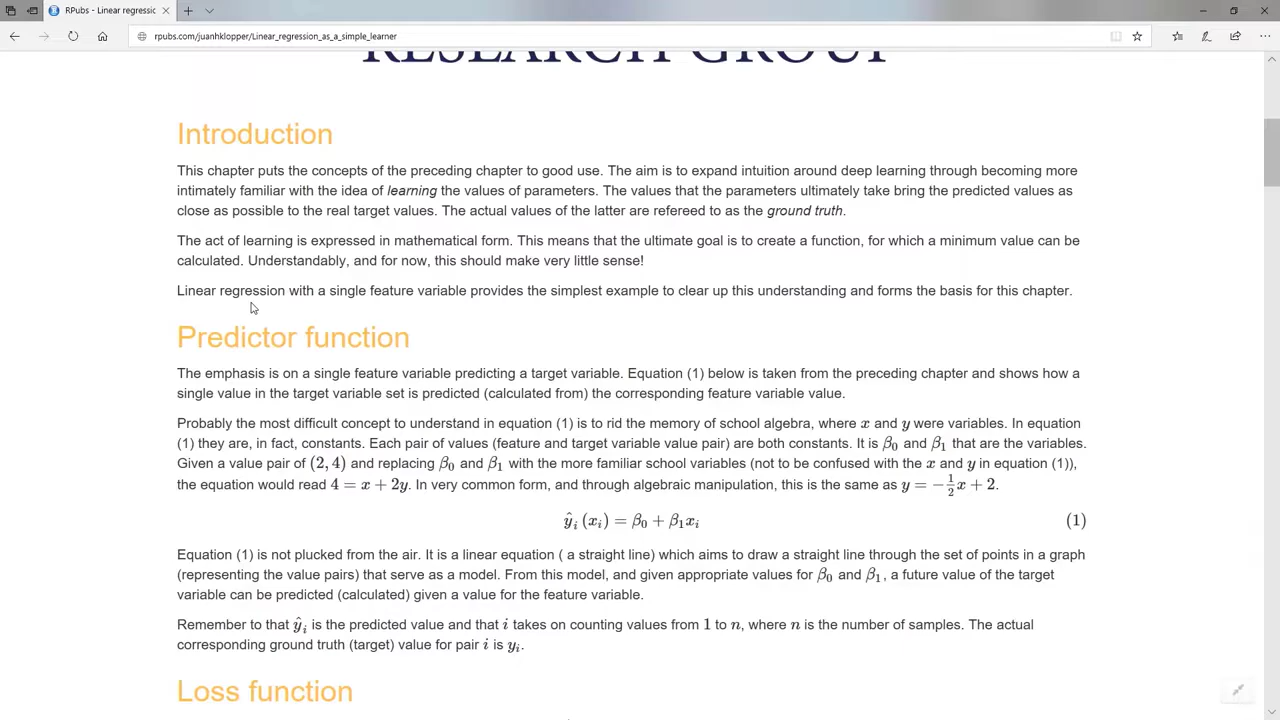 RPubs - Linear regressic
rpubs.com/juanhklopper/Linear_regression_as_a_simple_learner
RESEARCH GROUP
Introduction
This chapter puts the concepts of the preceding chapter to good use. The aim is to expand intuition around deep learning through becoming more
intimately familiar with the idea of learning the values of parameters. The values that the parameters ultimately take bring the predicted values as
close as possible to the real target values. The actual values of the latter are refereed to as the ground truth.
The act of learning is expressed in mathematical form. This means that the ultimate goal is to create a function, for which a minimum value can be
calculated. Understandably, and for now, this should make very little sense!
Linear regression with a single feature variable provides the simplest example to clear up this understanding and forms the basis for this chapter.
Predictor function
The emphasis is on a single feature variable predicting a target variable. Equation (1) below is taken from the preceding chapter and shows how a
single value in the target variable set is predicted (calculated from) the corresponding feature variable value.
Probably the most difficult concept to understand in equation (1) is to rid the memory of school algebra, where x and y were variables. In equation
(1) they are, in fact, constants. Each pair of values (feature and target variable value pair) are both constants. It is β₀ and β₁ that are the variables.
Given a value pair of (2, 4) and replacing β₀ and β₁ with the more familiar school variables (not to be confused with the x and y in equation (1)),
the equation would read 4 = x + 2y. In very common form, and through algebraic manipulation, this is the same as y = −½x + 2.
ŷᵢ (xᵢ) = β₀ + β₁xᵢ (1)
Equation (1) is not plucked from the air. It is a linear equation ( a straight line) which aims to draw a straight line through the set of points in a graph
(representing the value pairs) that serve as a model. From this model, and given appropriate values for β₀ and β₁, a future value of the target
variable can be predicted (calculated) given a value for the feature variable.
Remember to that ŷᵢ is the predicted value and that i takes on counting values from 1 to n, where n is the number of samples. The actual
corresponding ground truth (target) value for pair i is yᵢ.
Loss function